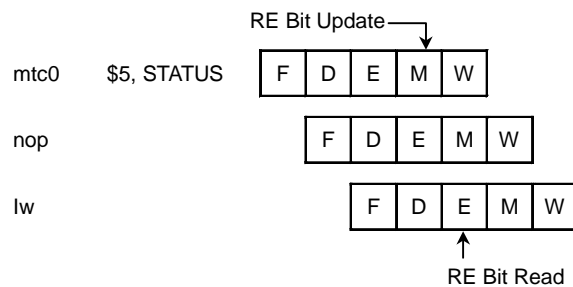 RE Bit Update
mtc0 $5, STATUS F D E M W
nop F D E M W
lw F D E M W
RE Bit Read